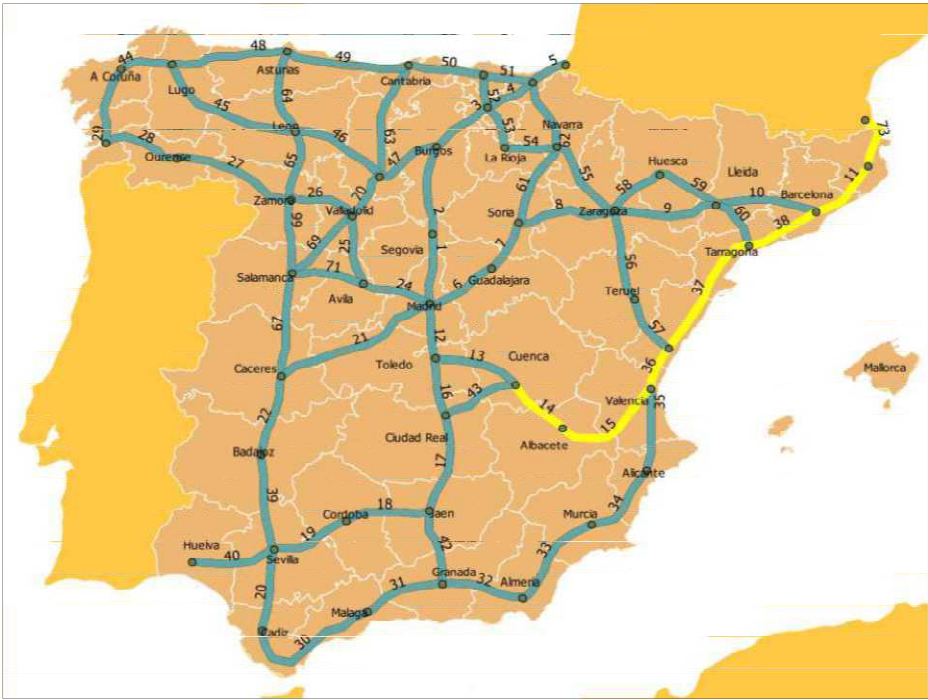 48
49
50
5
44
51
A Coruña
Asturias
Cantabria
4
Lugo
64
52
3
73
45
Leon
46
63
53
Navarra
29
28
Ourense
65
47
Burgos
La Rioja
54
62
Huesca
Lleida
11
27
26
70
61
55
58
59
10
Barcelona
Zamora
Valladolid
2
Soria
8
Zaragoza
9
60
38
66
69
25
Segovia
1
7
Tarragona
Salamanca
71
24
6
Guadalajara
56
37
Avila
Madrid
Teruel
67
21
12
57
Toledo
13
Cuenca
36
Mallorca
Caceres
16
43
14
Valencia
35
22
Ciudad Real
Albacete
15
Badajoz
17
Alicante
39
18
34
Cordoba
Jaen
Murcia
Huelva
40
19
42
33
Sevilla
20
31
Granada
32
Almeria
Malaga
Cadiz
30